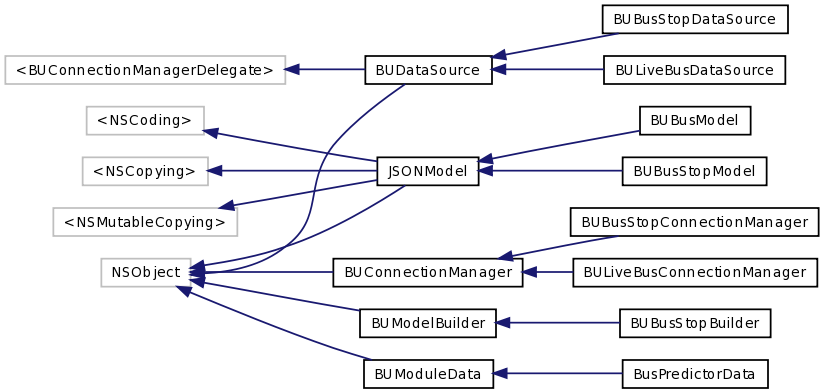 BUBusStopDataSource
<BUConnectionManagerDelegate>
BUDataSource
BULiveBusDataSource
<NSCoding>
BUBusModel
<NSCopying>
JSONModel
BUBusStopModel
<NSMutableCopying>
BUBusStopConnectionManager
NSObject
BUConnectionManager
BULiveBusConnectionManager
BUModelBuilder
BUBusStopBuilder
BUModuleData
BusPredictorData